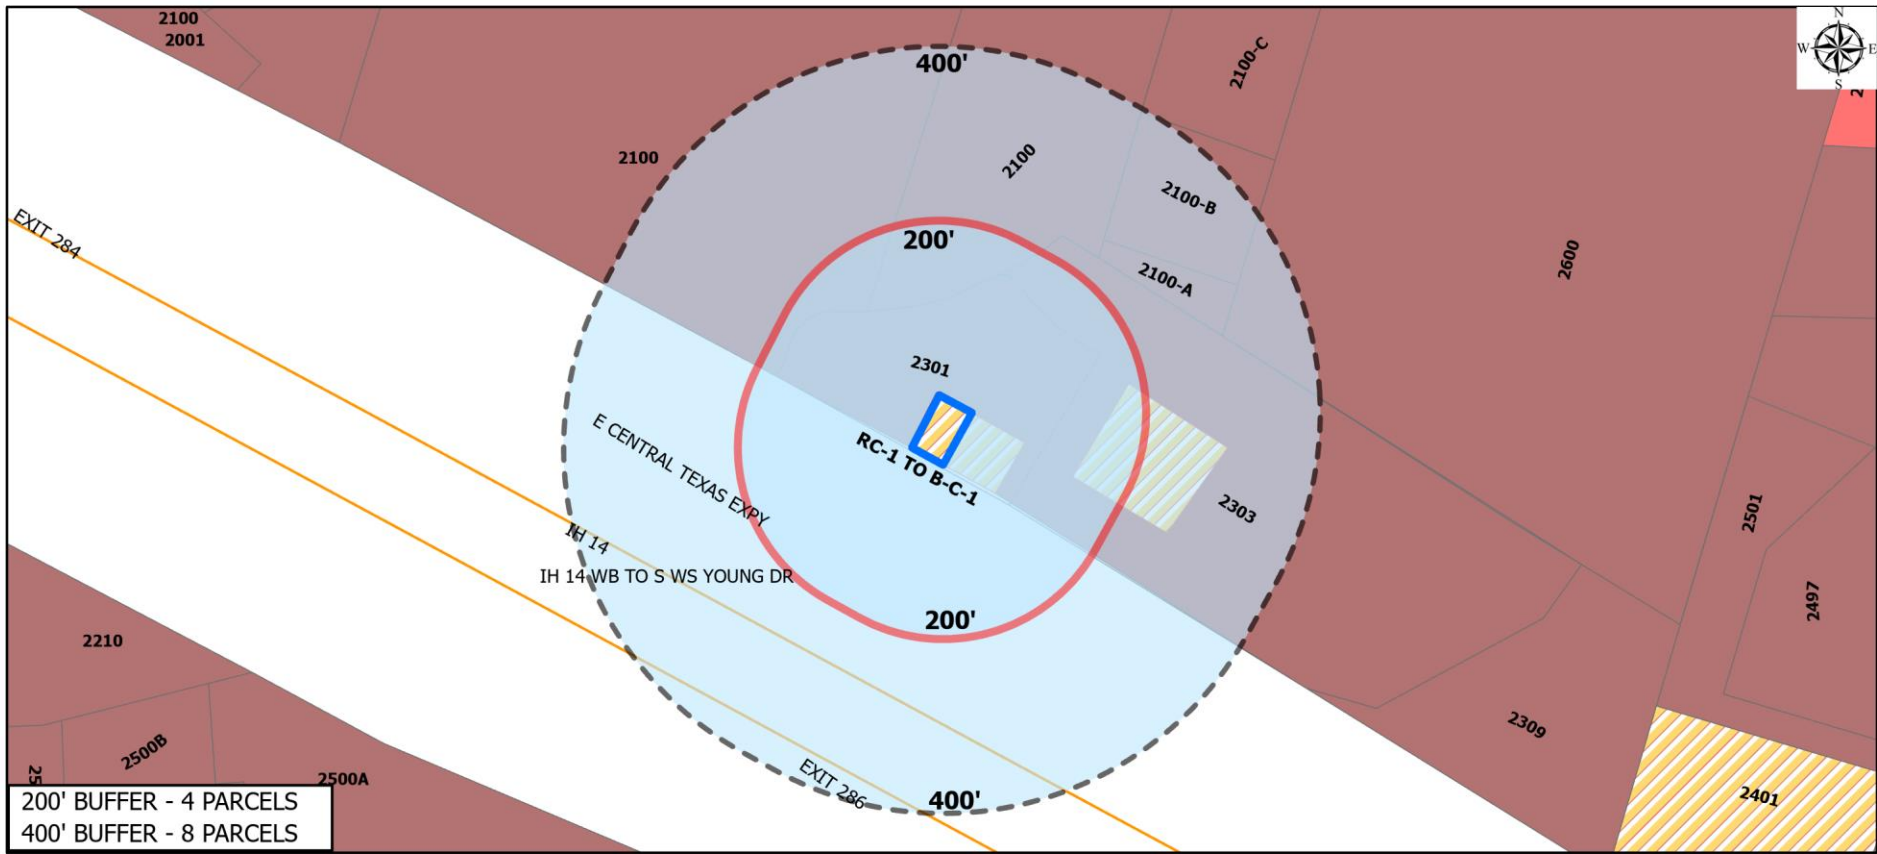 2100
2001
N
W
E
S
400'
2100-C
2
2100
2100
2100-B
EXIT 284
200'
2600
2100-A
2301
E CENTRAL TEXAS EXPY
RC-1 TO B-C-1
2303
2501
IH 14
IH 14 WB TO S WS YOUNG DR
2497
200'
2210
2309
2500B
25
2500A
EXIT 286
400'
2401
200' BUFFER - 4 PARCELS
400' BUFFER - 8 PARCELS